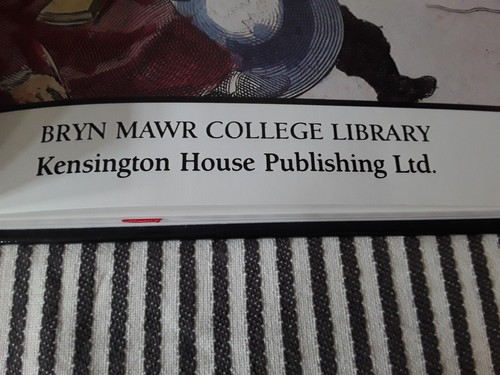 BRYN MAWR COLLEGE LIBRARY
Kensington House Publishing Ltd.